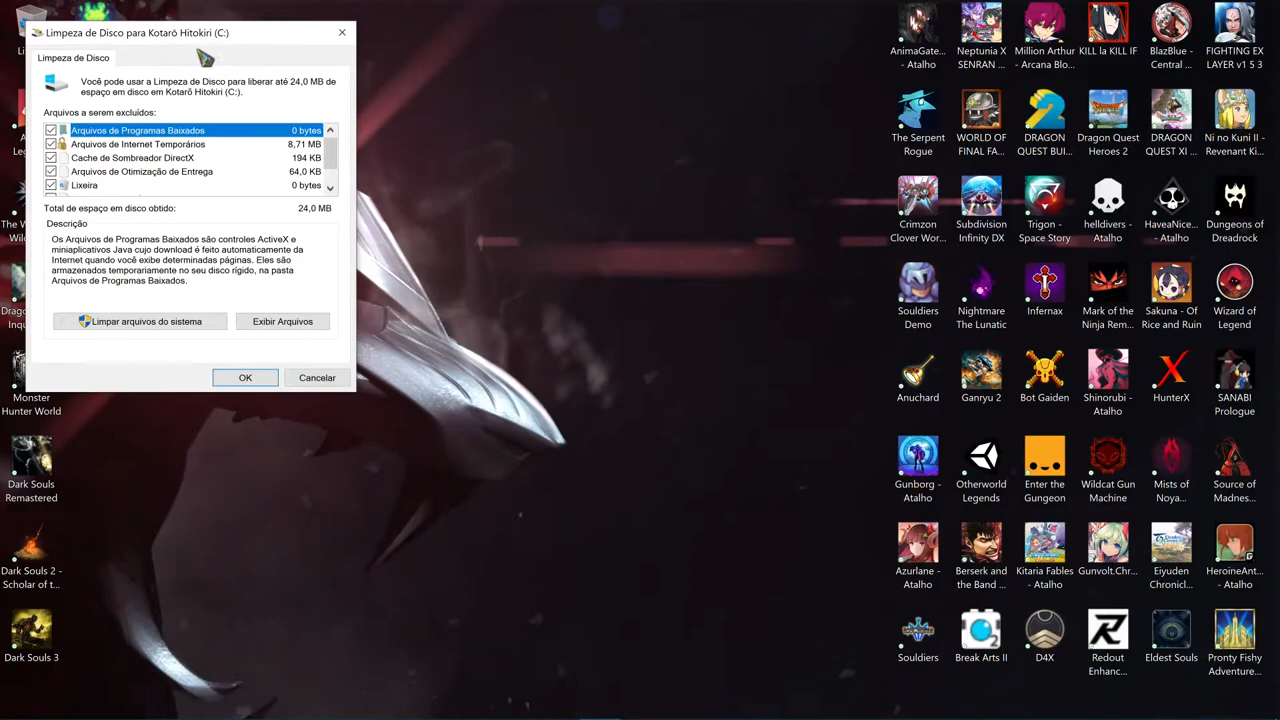 Limpeza de Disco para Kotarô Hitokiri (C:)
Limpeza de Disco
Você pode usar a Limpeza de Disco para liberar até 24,0 MB de
espaço em disco em Kotarô Hitokiri (C:).
Arquivos a serem excluídos:
Arquivos de Programas Baixados 0 bytes
Arquivos de Internet Temporários 8,71 MB
Cache de Sombreador DirectX 194 KB
Arquivos de Otimização de Entrega 64,0 KB
Lixeira 0 bytes
Total de espaço em disco obtido: 24,0 MB
Descrição
Os Arquivos de Programas Baixados são controles ActiveX e
miniaplicativos Java cujo download é feito automaticamente da
Internet quando você exibe determinadas páginas. Eles são
armazenados temporariamente no seu disco rígido, na pasta
Arquivos de Programas Baixados.
Limpar arquivos do sistema
Exibir Arquivos
OK
Cancelar
Monster
Hunter World
Dark Souls
Remastered
Dark Souls 2 -
Scholar of t...
Dark Souls 3
AnimaGate...
- Atalho
Neptunia X
SENRAN ...
Million Arthur
- Arcana Blo...
KILL la KILL IF
BlazBlue -
Central ...
FIGHTING EX
LAYER v1 5 3
The Serpent
Rogue
WORLD OF
FINAL FA...
DRAGON
QUEST BUI...
Dragon Quest
Heroes 2
DRAGON
QUEST XI ...
Ni no Kuni II -
Revenant Ki...
Crimzon
Clover Wor...
Subdivision
Infinity DX
Trigon -
Space Story
helldivers -
Atalho
HaveaNice...
- Atalho
Dungeons of
Dreadrock
Souldiers
Demo
Nightmare
The Lunatic
Infernax
Mark of the
Ninja Rem...
Sakuna - Of
Rice and Ruin
Wizard of
Legend
Anuchard
Ganryu 2
Bot Gaiden
Shinorubi -
Atalho
HunterX
SANABI
Prologue
Gunborg -
Atalho
Otherworld
Legends
Enter the
Gungeon
Wildcat Gun
Machine
Mists of
Noya...
Source of
Madnes...
Azurlane -
Atalho
Berserk and
the Band ...
Kitaria Fables
- Atalho
Gunvolt.Chr...
- Atalho
Eiyuden
Chronicl...
HeroineAnt...
- Atalho
Souldiers
Break Arts II
D4X
Redout
Enhanc...
Eldest Souls
Pronty Fishy
Adventure...